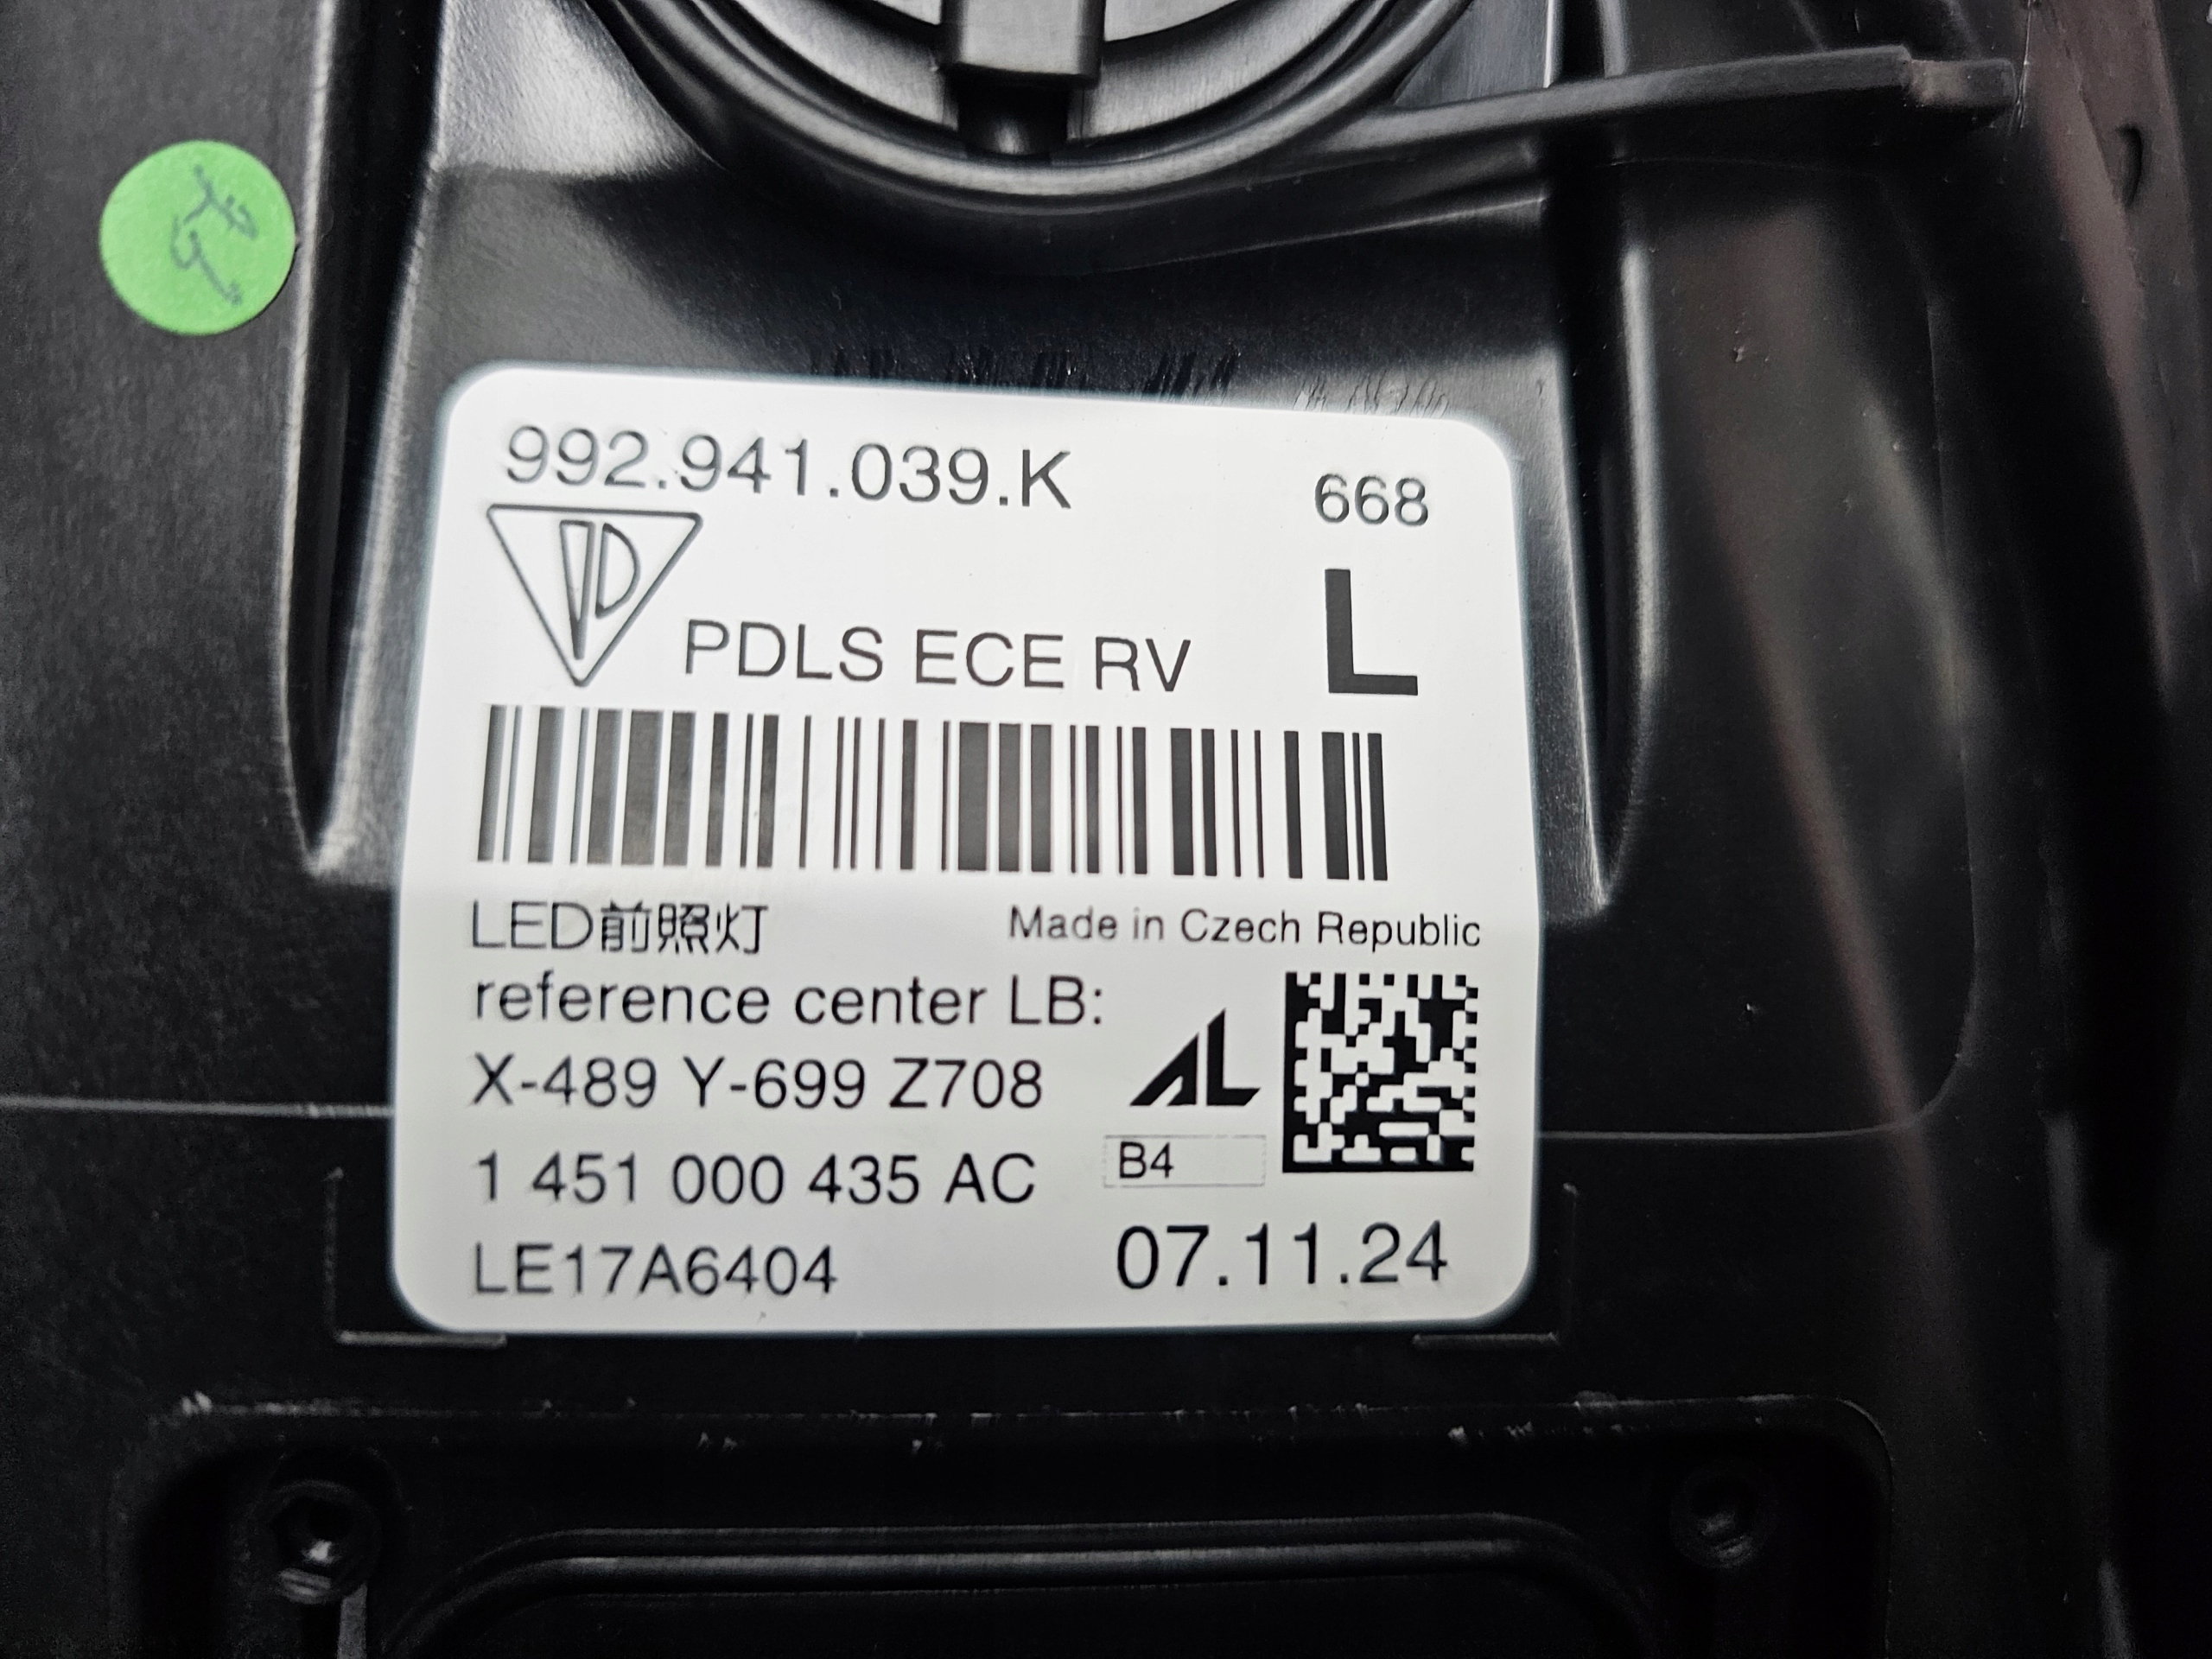 992.941.039.K
668
PDLS ECE RV
L
LED前照灯
Made in Czech Republic
reference center LB:
X-489 Y-699 Z708
AL
B4
1 451 000 435 AC
LE17A6404
07.11.24